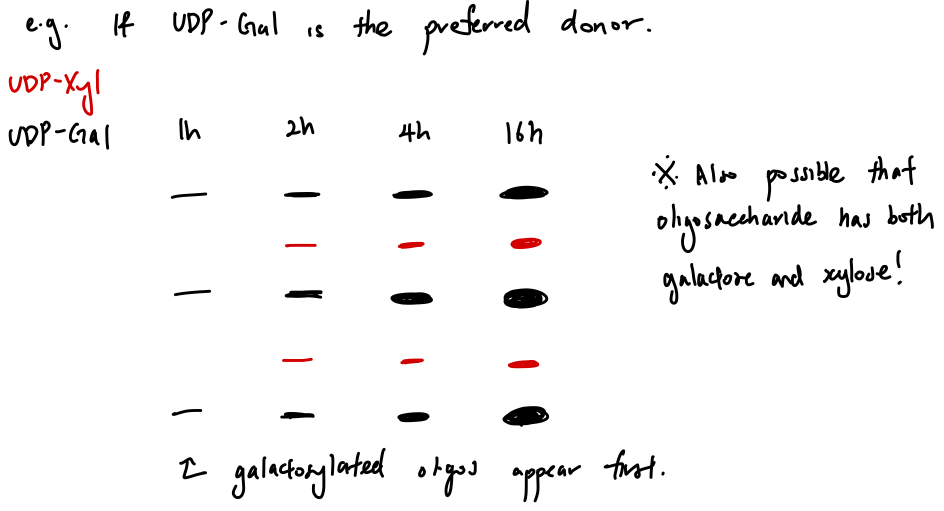 e.g. If UDP-Gal is the preferred donor.
UDP-Xyl
UDP-Gal 1h 2h 4h 16h
※ Also possible that
oligosaccharide has both
galactose and xylose!
↑ galactosylated oligos appear first.